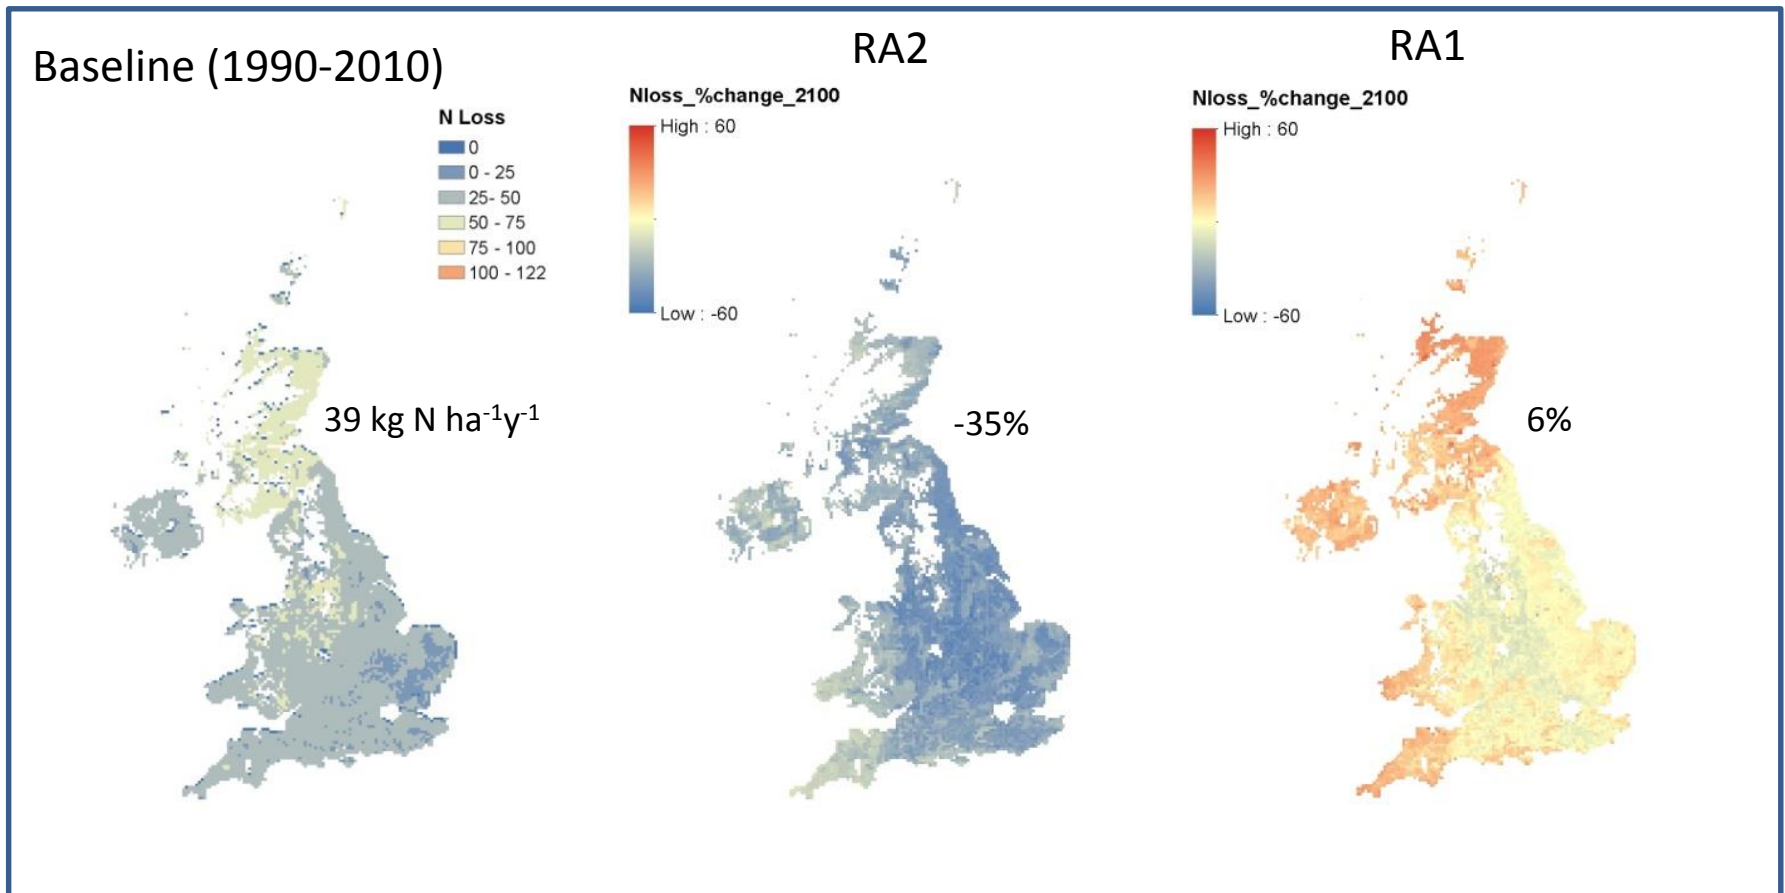 Baseline (1990-2010)
N Loss
0
0 - 25
25- 50
50 - 75
75 - 100
100 - 122
39 kg N ha⁻¹y⁻¹
RA2
Nloss_%change_2100
High : 60
Low : -60
-35%
RA1
Nloss_%change_2100
High : 60
Low : -60
6%